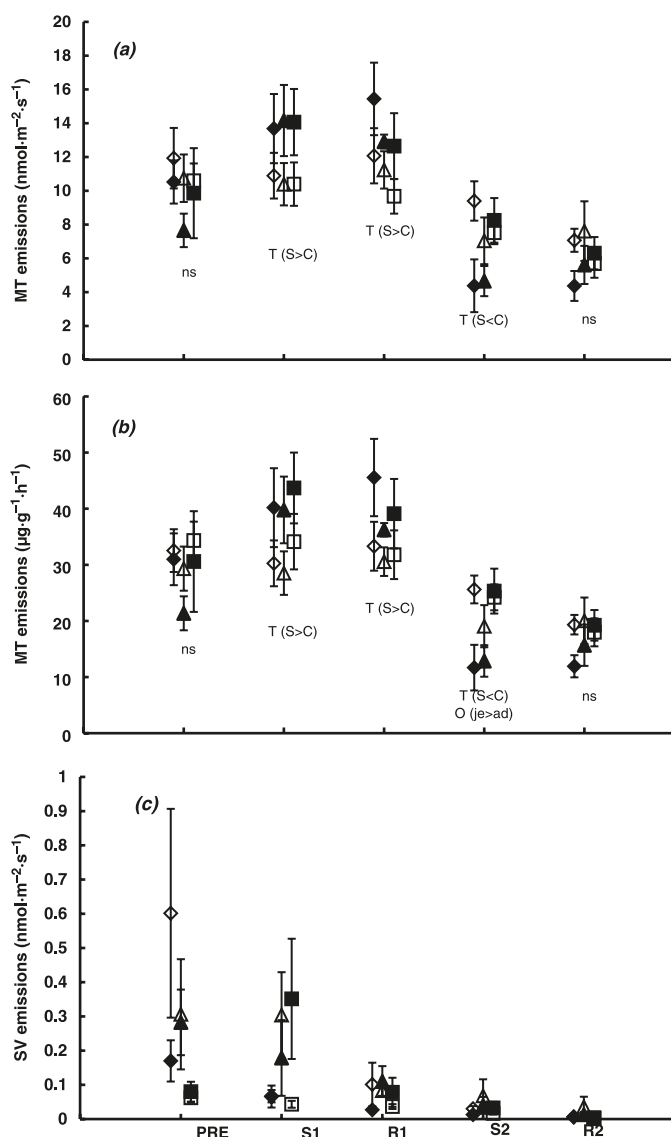 (a)
MT emissions (nmol·m−2·s−1)
18
16
14
12
10
8
6
4
2
0
ns
T (S>C)
T (S>C)
T (S<C)
ns
(b)
MT emissions (µg·g−1·h−1)
60
50
40
30
20
10
0
ns
T (S>C)
T (S>C)
T (S<C)
O (je>ad)
ns
(c)
SV emissions (nmol·m−2·s−1)
1
0.9
0.8
0.7
0.6
0.5
0.4
0.3
0.2
0.1
0
PRE S1 R1 S2 R2